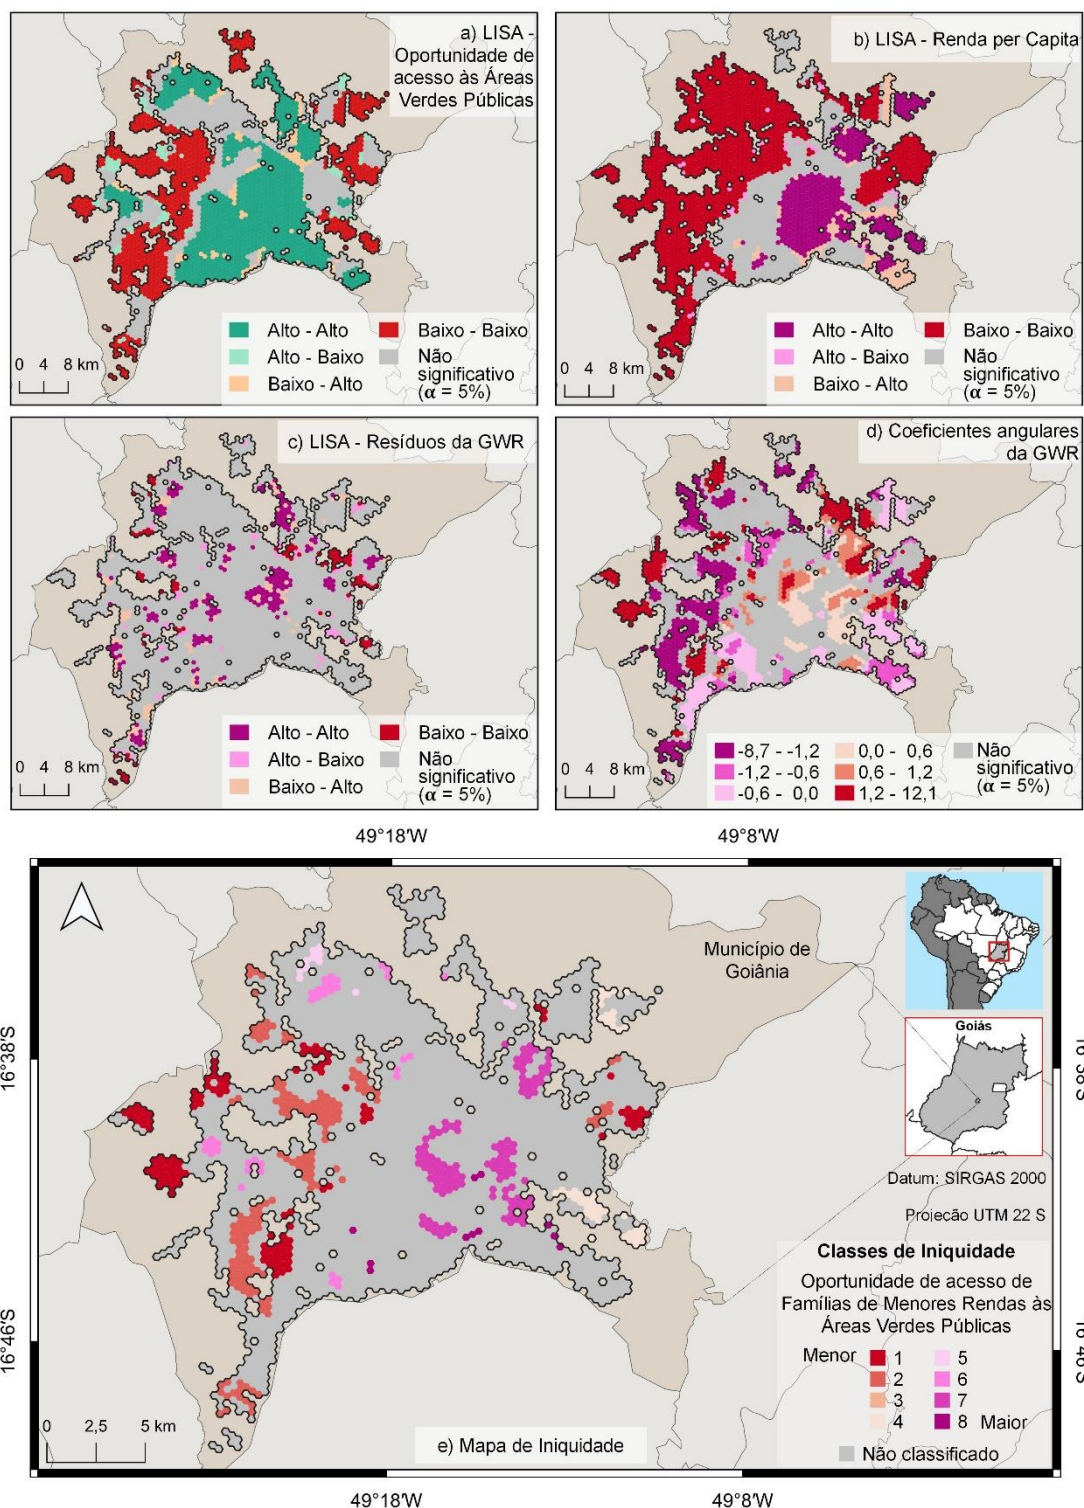 a) LISA -
Oportunidade de
acesso às Áreas
Verdes Públicas
Alto - Alto
Baixo - Baixo
Alto - Baixo
Não
significativo
(α = 5%)
Baixo - Alto
0 4 8 km
b) LISA - Renda per Capita
Alto - Alto
Baixo - Baixo
Alto - Baixo
Não
significativo
(α = 5%)
Baixo - Alto
0 4 8 km
c) LISA - Resíduos da GWR
Alto - Alto
Baixo - Baixo
Alto - Baixo
Não
significativo
(α = 5%)
Baixo - Alto
0 4 8 km
d) Coeficientes angulares
da GWR
-8,7 - -1,2
0,0 - 0,6
Não
significativo
(α = 5%)
-1,2 - -0,6
0,6 - 1,2
-0,6 - 0,0
1,2 - 12,1
0 4 8 km
49°18'W
49°8'W
Município de
Goiânia
Goiás
16°38'S
16°38'S
Datum: SIRGAS 2000
Projecão UTM 22 S
Classes de Iniquidade
Oportunidade de acesso de
Famílias de Menores Rendas às
Áreas Verdes Públicas
Menor 1 5
2 6
3 7
4 8 Maior
Não classificado
16°46'S
16°46'S
0 2,5 5 km
e) Mapa de Iniquidade
49°18'W
49°8'W